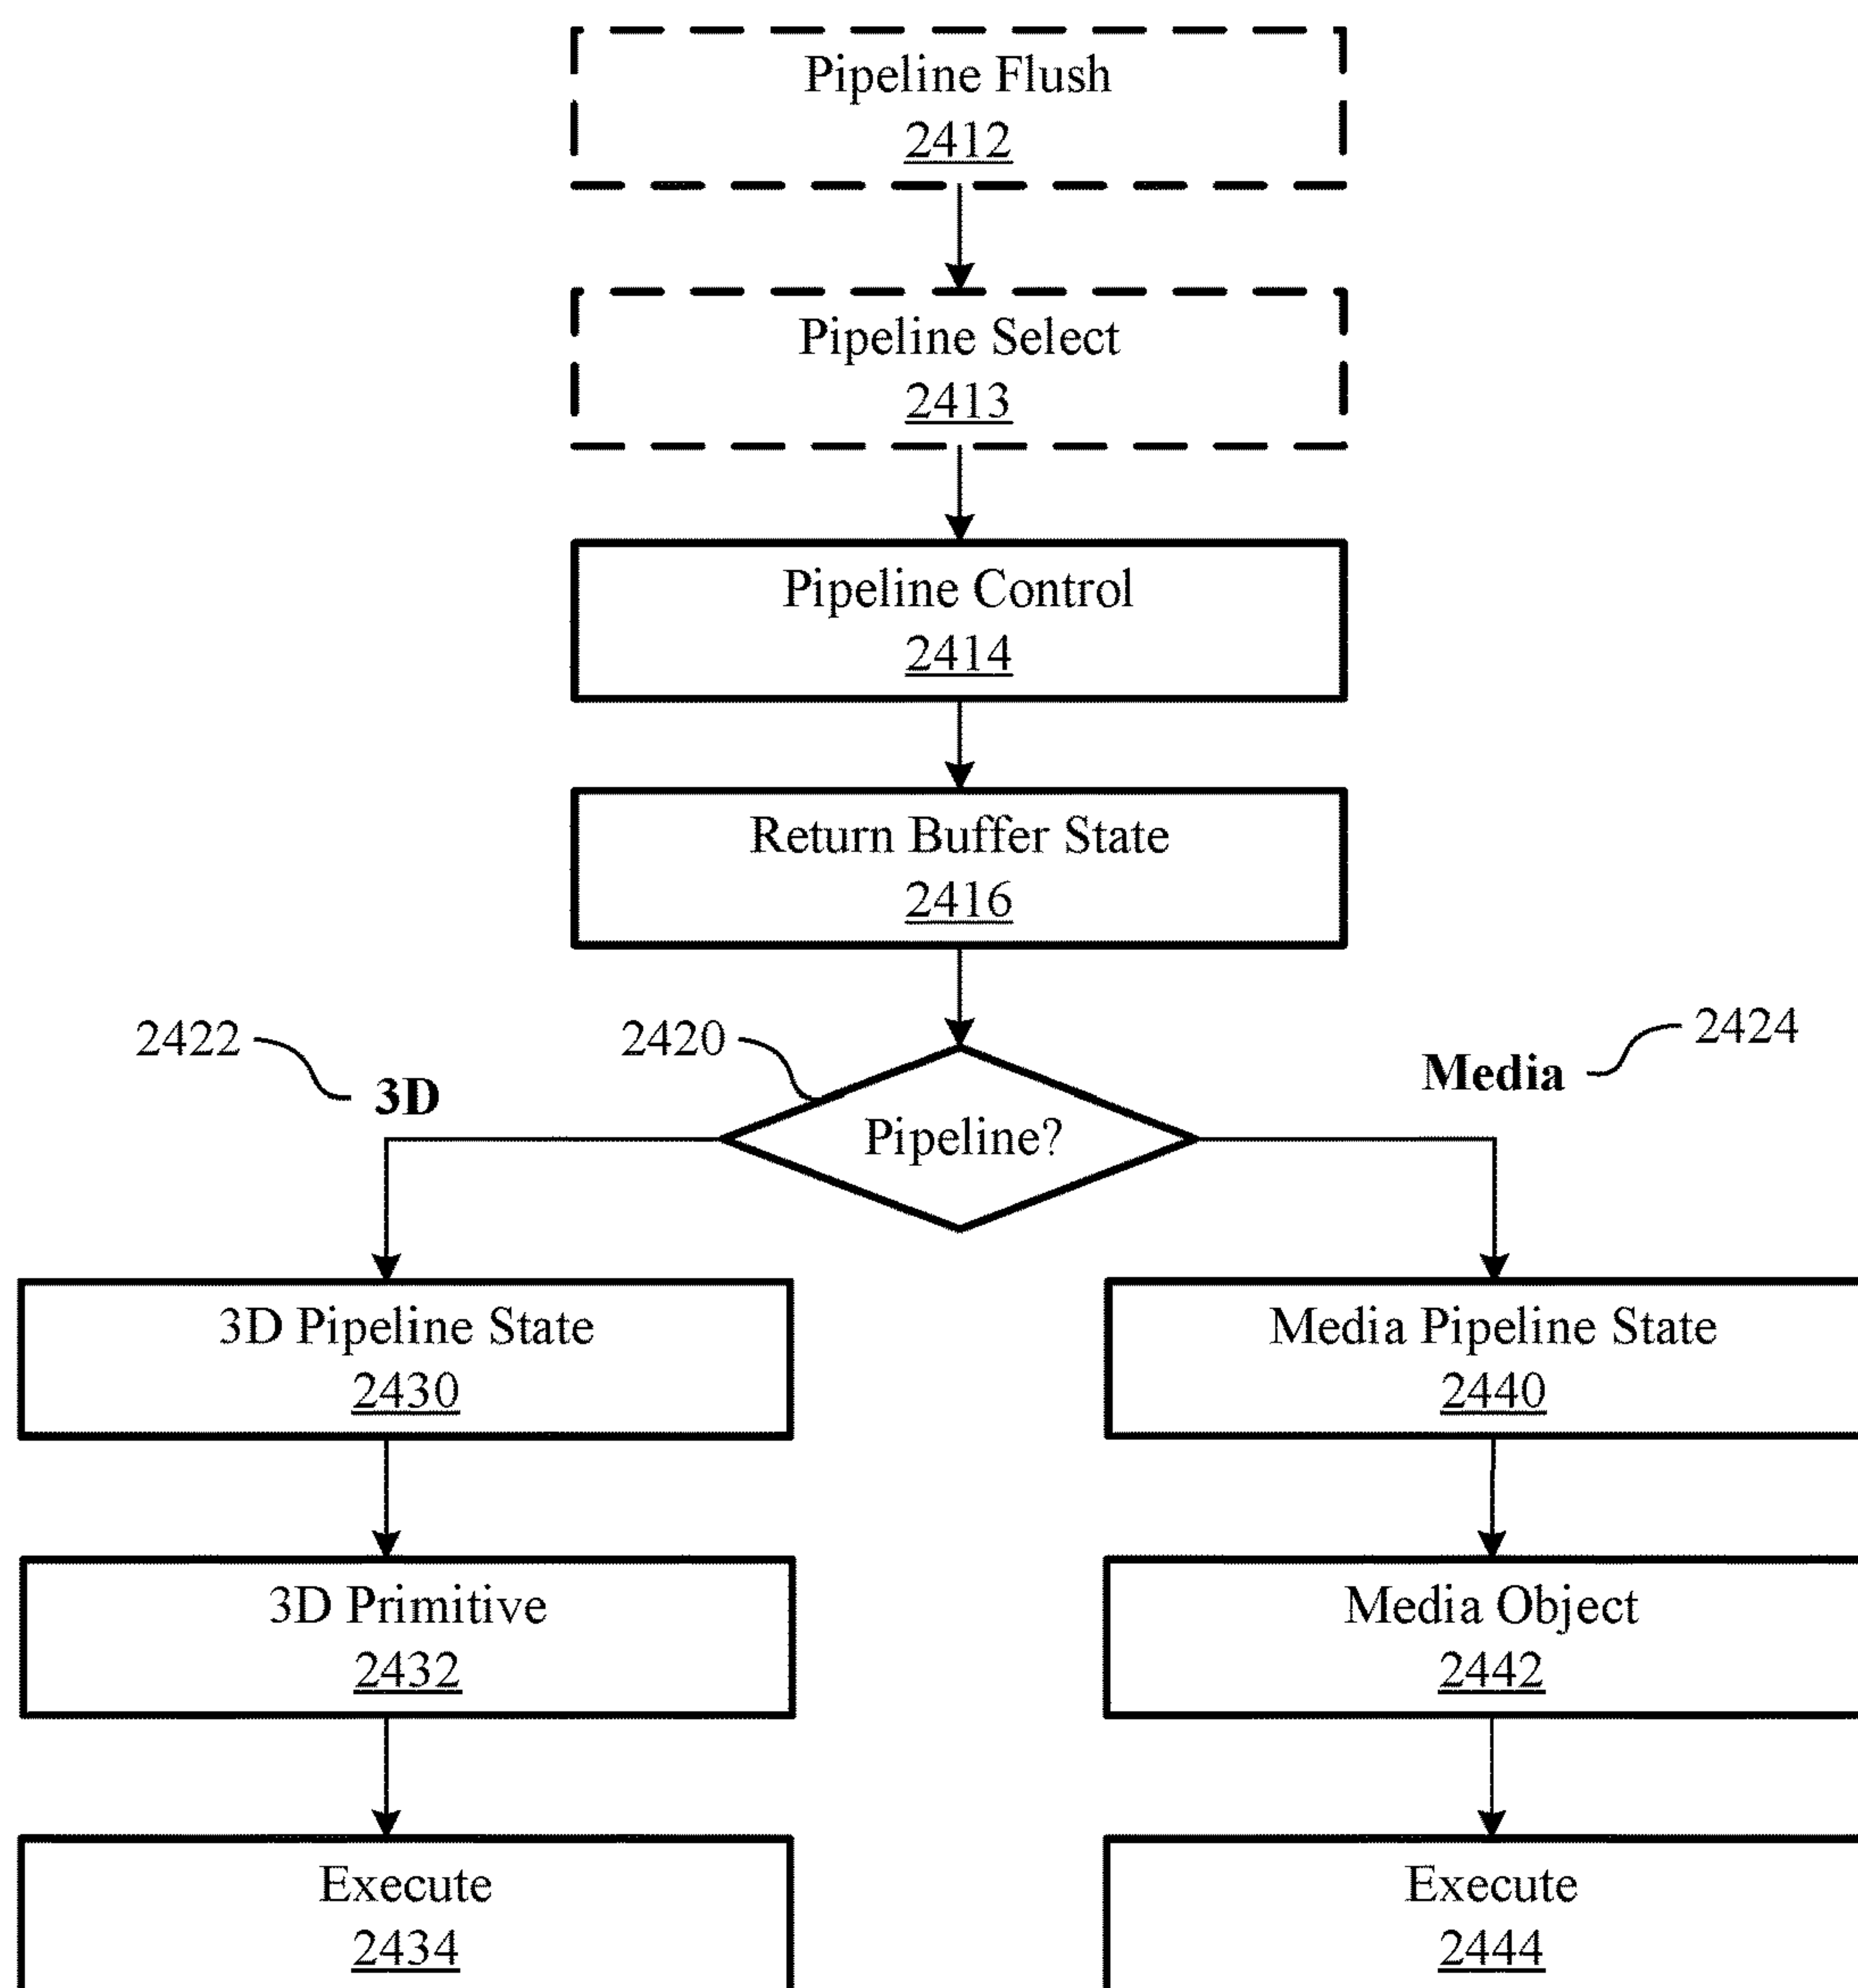 Pipeline Flush
2412
Pipeline Select
2413
Pipeline Control
2414
Return Buffer State
2416
2422
2420
2424
3D
Media
Pipeline?
3D Pipeline State
2430
Media Pipeline State
2440
3D Primitive
2432
Media Object
2442
Execute
2434
Execute
2444